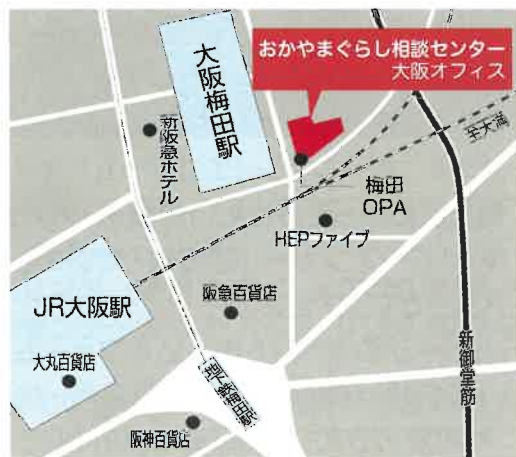 おかやまぐらし相談センター
大阪オフィス
大阪梅田駅
新阪急ホテル
至天満
梅田
OPA
HEPファイブ
阪急百貨店
JR大阪駅
大丸百貨店
地下鉄梅田駅
新御堂筋
阪神百貨店